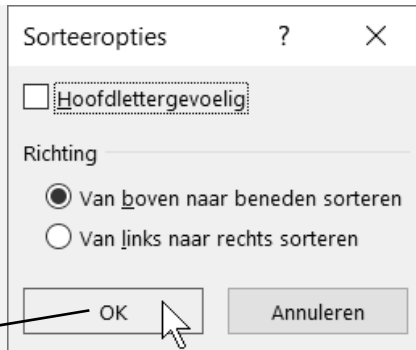 Sorteeropties ?
Hoofdlettergevoelig
Richting
Van boven naar beneden sorteren
Van links naar rechts sorteren
OK Annuleren